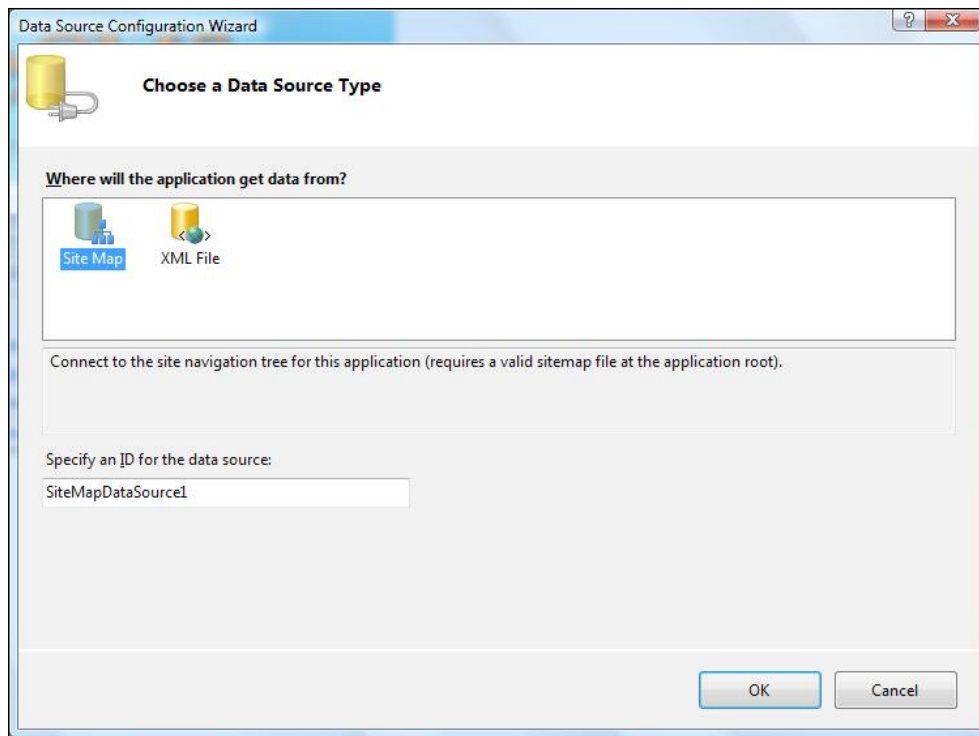 Data Source Configuration Wizard
Choose a Data Source Type
Where will the application get data from?
Site Map
XML File
Connect to the site navigation tree for this application (requires a valid sitemap file at the application root).
Specify an ID for the data source:
SiteMapDataSource1
OK
Cancel